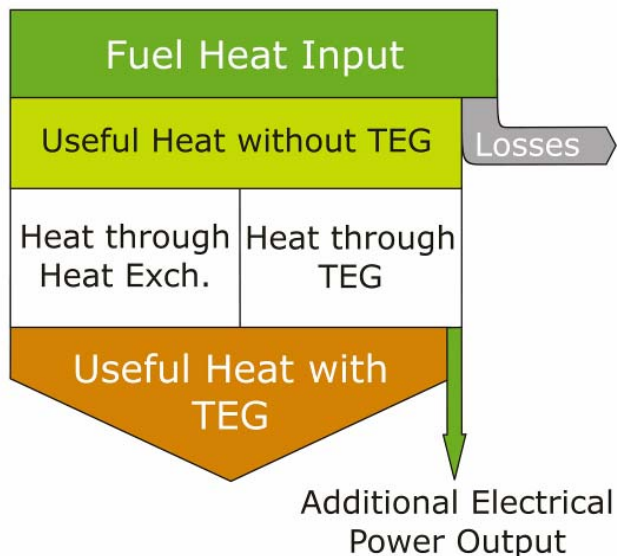 Fuel Heat Input
Useful Heat without TEG
Losses
Heat through
Heat Exch.
Heat through
TEG
Useful Heat with
TEG
Additional Electrical
Power Output